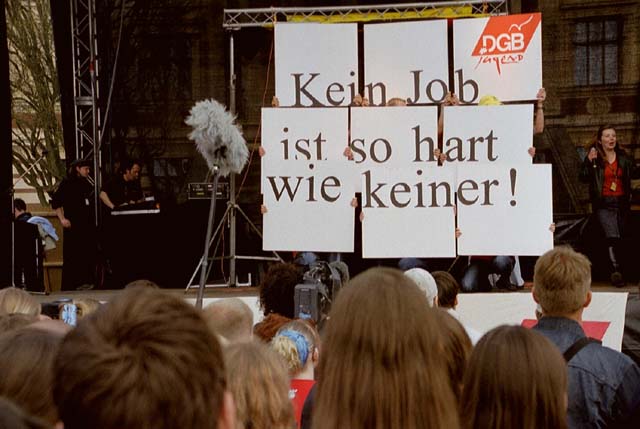 DGB
jugend
Kein Job
ist so hart
wie keiner!